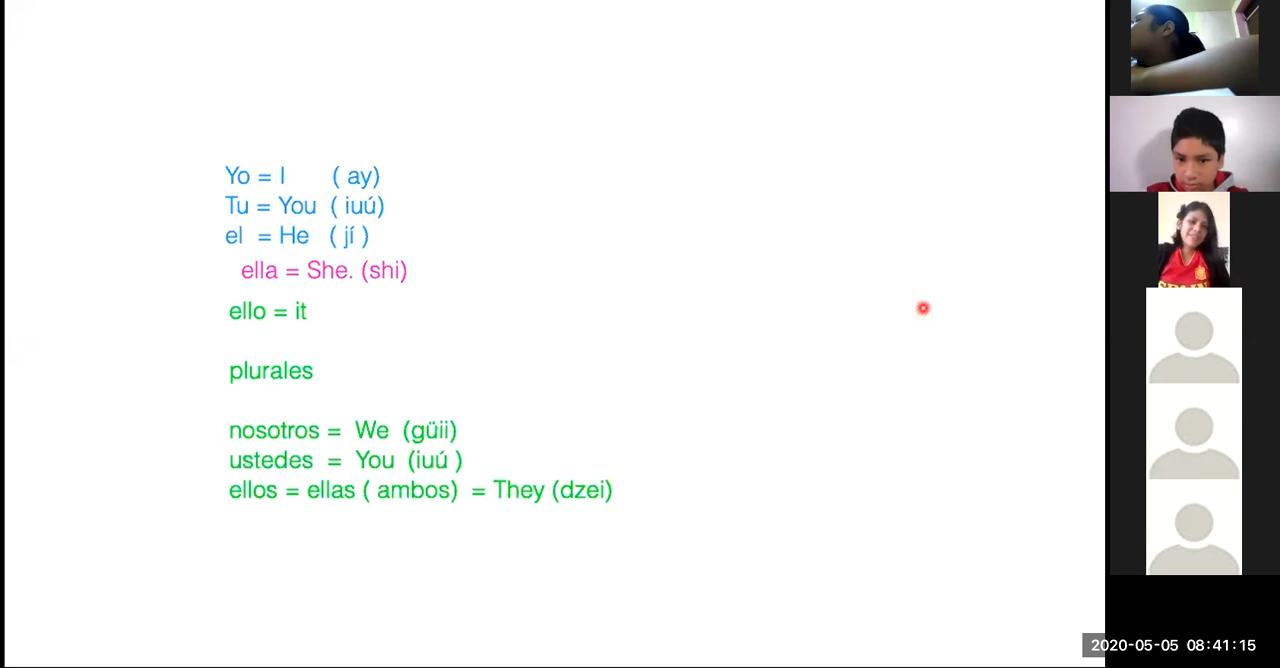 Yo = I ( ay)
Tu = You ( iuú)
el = He ( jí )
ella = She. (shi)
ello = it
plurales
nosotros = We (güii)
ustedes = You (iuú )
ellos = ellas ( ambos) = They (dzei)
SPAIN
2020-05-05 08:41:15